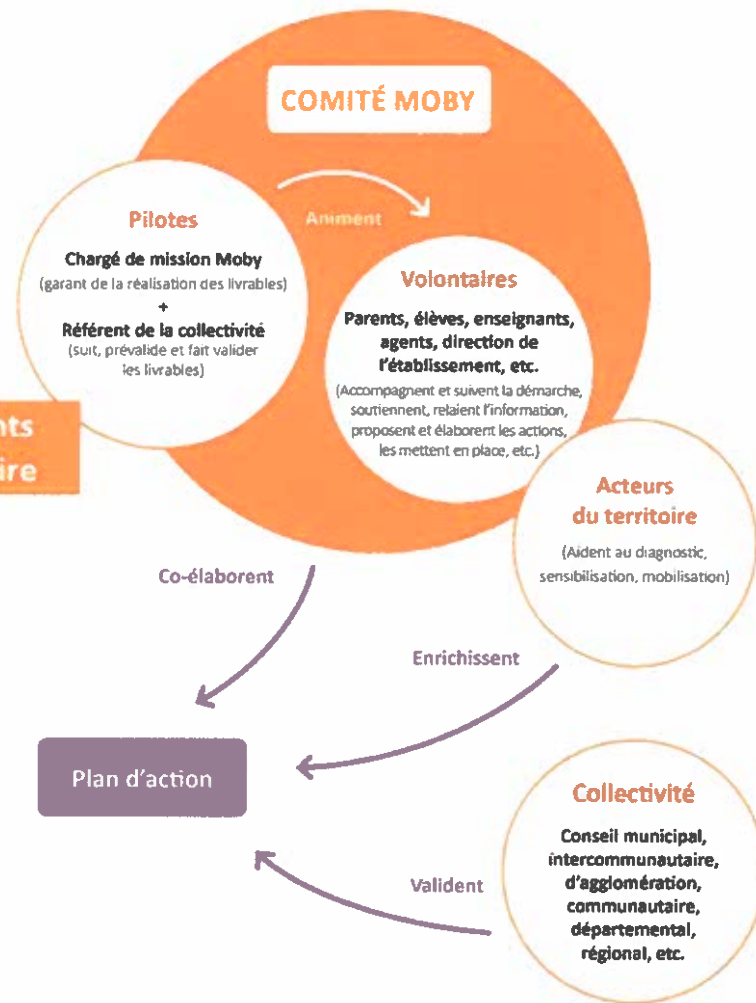 COMITÉ MOBY
Pilotes
Chargé de mission Moby
(garant de la réalisation des livrables)
+
Référent de la collectivité
(suit, prévalide et fait valider
les livrables)
Animent
Volontaires
Parents, élèves, enseignants,
agents, direction de
l'établissement, etc.
(Accompagnent et suivent la démarche,
soutiennent, relaient l'information,
proposent et élaborent les actions,
les mettent en place, etc.)
nts
ire
Acteurs
du territoire
(Aident au diagnostic,
sensibilisation, mobilisation)
Co-élaborent
Enrichissent
Plan d'action
Collectivité
Conseil municipal,
intercommunautaire,
d'agglomération,
communautaire,
départemental,
régional, etc.
Valident